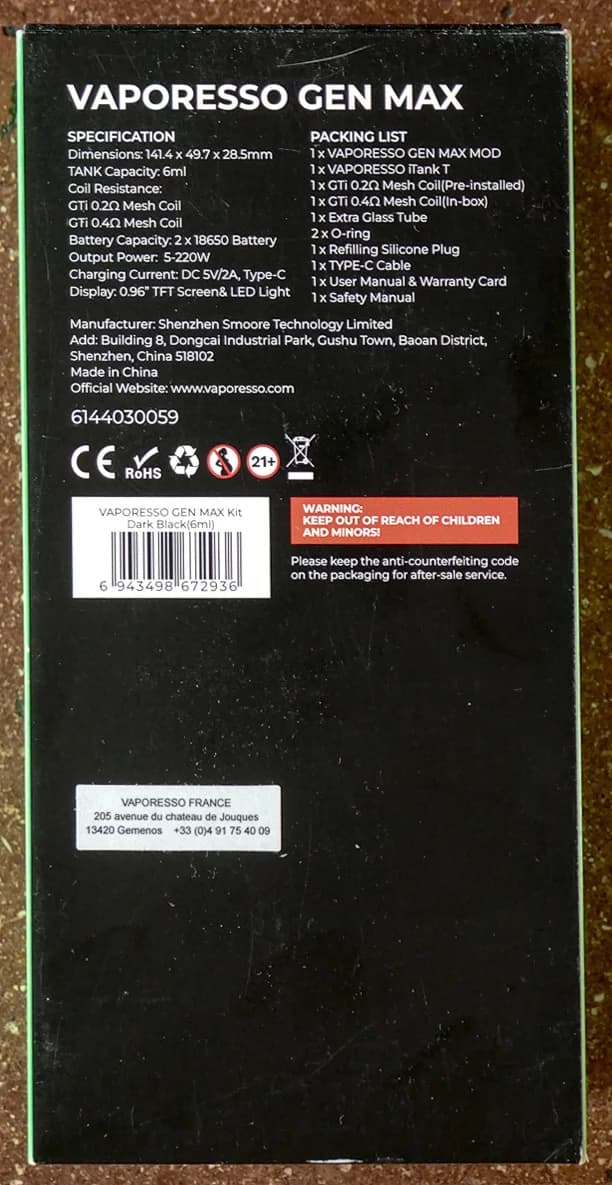 VAPORESSO GEN MAX
SPECIFICATION
Dimensions: 141.4 x 49.7 x 28.5mm
TANK Capacity: 6ml
Coil Resistance:
GTi 0.2Ω Mesh Coil
GTi 0.4Ω Mesh Coil
Battery Capacity: 2 x 18650 Battery
Output Power: 5-220W
Charging Current: DC 5V/2A, Type-C
Display: 0.96" TFT Screen& LED Light
PACKING LIST
1 x VAPORESSO GEN MAX MOD
1 x VAPORESSO iTank T
1 x GTi 0.2Ω Mesh Coil(Pre-installed)
1 x GTi 0.4Ω Mesh Coil(In-box)
1 x Extra Glass Tube
2 x O-ring
1 x Refilling Silicone Plug
1 x TYPE-C Cable
1 x User Manual & Warranty Card
1 x Safety Manual
Manufacturer: Shenzhen Smoore Technology Limited
Add: Building 8, Dongcai Industrial Park, Gushu Town, Baoan District,
Shenzhen, China 518102
Made in China
Official Website: www.vaporesso.com
6144030059
CE RoHS 21+
VAPORESSO GEN MAX Kit
Dark Black(6ml)
6 943498 672936
WARNING:
KEEP OUT OF REACH OF CHILDREN
AND MINORS!
Please keep the anti-counterfeiting code
on the packaging for after-sale service.
VAPORESSO FRANCE
205 avenue du chateau de Jouques
13420 Gemenos +33 (0)4 91 75 40 09